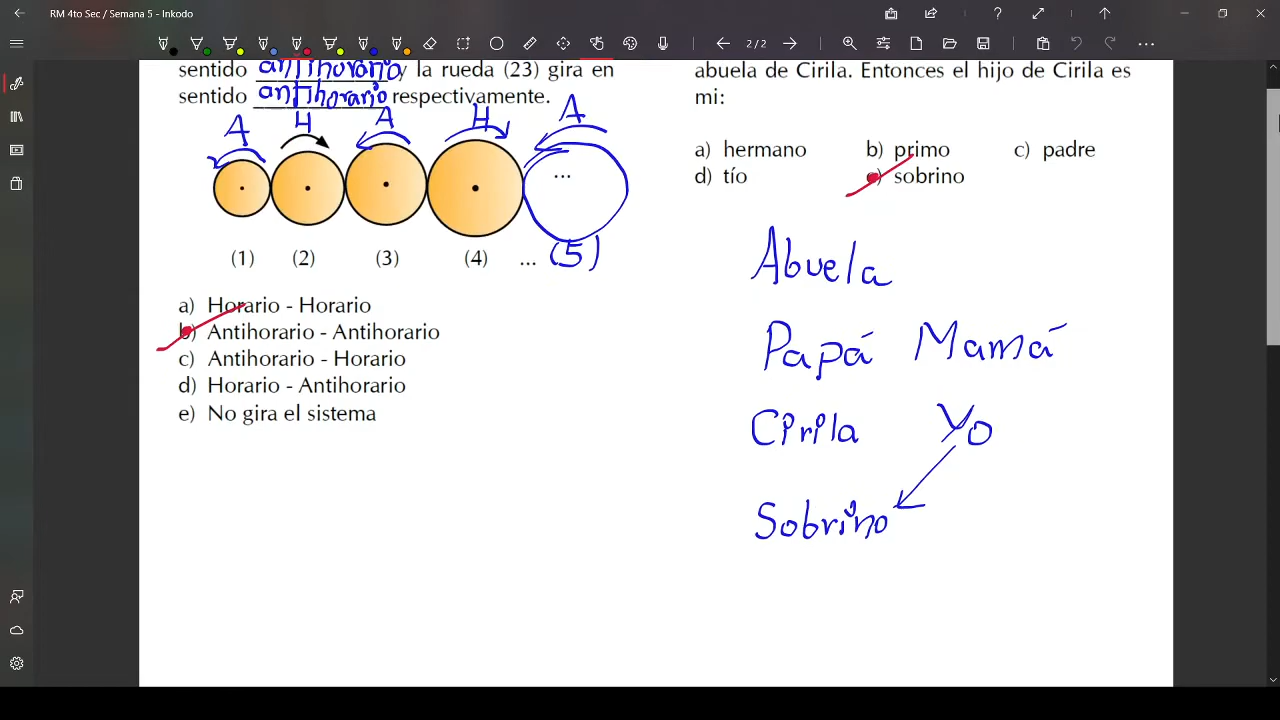 RM 4to Sec / Semana 5 - Inkodo
2/2
sentido antihorario y la rueda (23) gira en
sentido antihorario respectivamente.
A H A H A
...
(1) (2) (3) (4) ... (5)
a) Horario - Horario
b) Antihorario - Antihorario
c) Antihorario - Horario
d) Horario - Antihorario
e) No gira el sistema
abuela de Cirila. Entonces el hijo de Cirila es
mi:
a) hermano b) primo c) padre
d) tío e) sobrino
Abuela
Papá Mamá
Cirila Yo
Sobrino